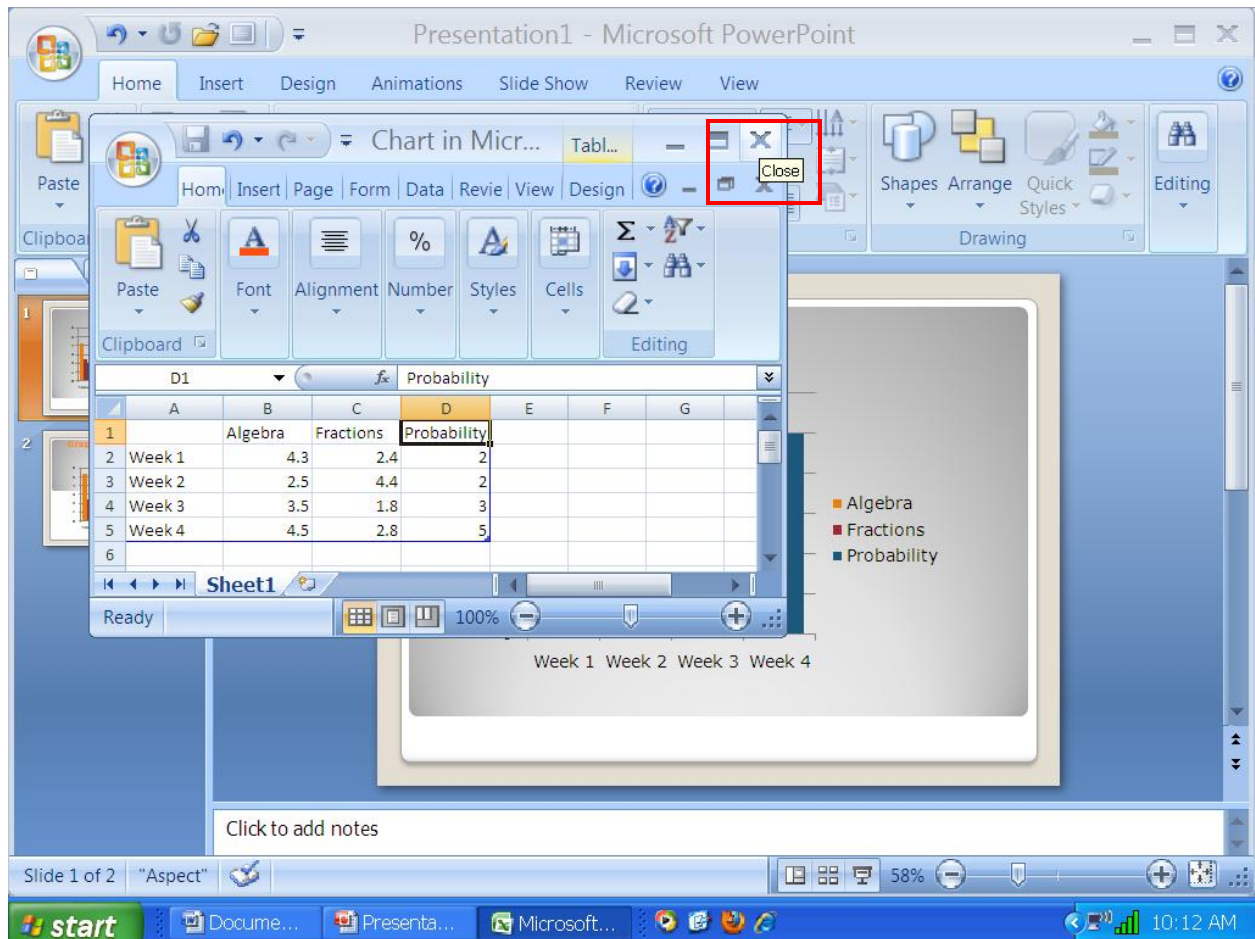 Presentation1 - Microsoft PowerPoint
Home Insert Design Animations Slide Show Review View
Paste
Clipboa
Shapes Arrange Quick Styles
Drawing
Editing
Chart in Micr... Tabl...
Close
Hom Insert Page Form Data Revie View Design
Paste
Clipboard
Font
Alignment
%
Number
Styles
Cells
Σ
Editing
D1 fx Probability
A B C D E F G
1 Algebra Fractions Probability
2 Week 1 4.3 2.4 2
3 Week 2 2.5 4.4 2
4 Week 3 3.5 1.8 3
5 Week 4 4.5 2.8 5
6
Sheet1
Ready 100%
1
2
Algebra
Fractions
Probability
Week 1 Week 2 Week 3 Week 4
Click to add notes
Slide 1 of 2 "Aspect" 58%
start Docume... Presenta... Microsoft... 10:12 AM